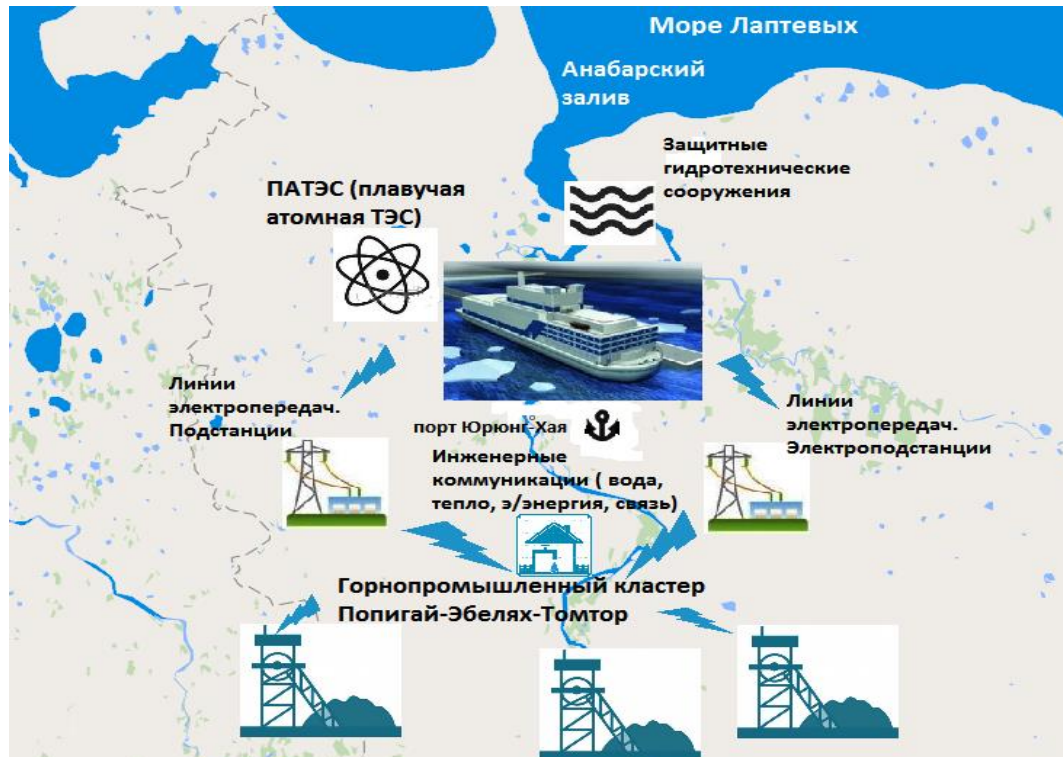 Море Лаптевых
Анабарский
залив
Защитные
гидротехнические
сооружения
ПАТЭС (плавучая
атомная ТЭС)
Линии
электропередач.
Подстанции
Линии
электропередач.
Электроподстанции
порт Юрюнг-Хая
Инженерные
коммуникации ( вода,
тепло, э/энергия, связь)
Горнопромышленный кластер
Попигай-Эбелях-Томтор